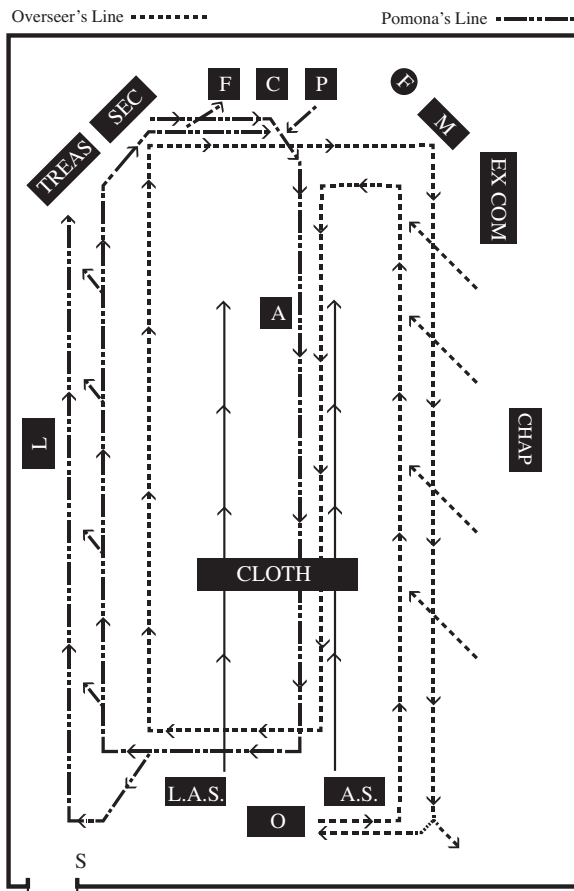 Overseer’s Line
Pomona’s Line
F
C
P
F
SEC
M
TREAS
EX COM
A
L
CHAP
CLOTH
L.A.S.
A.S.
O
S